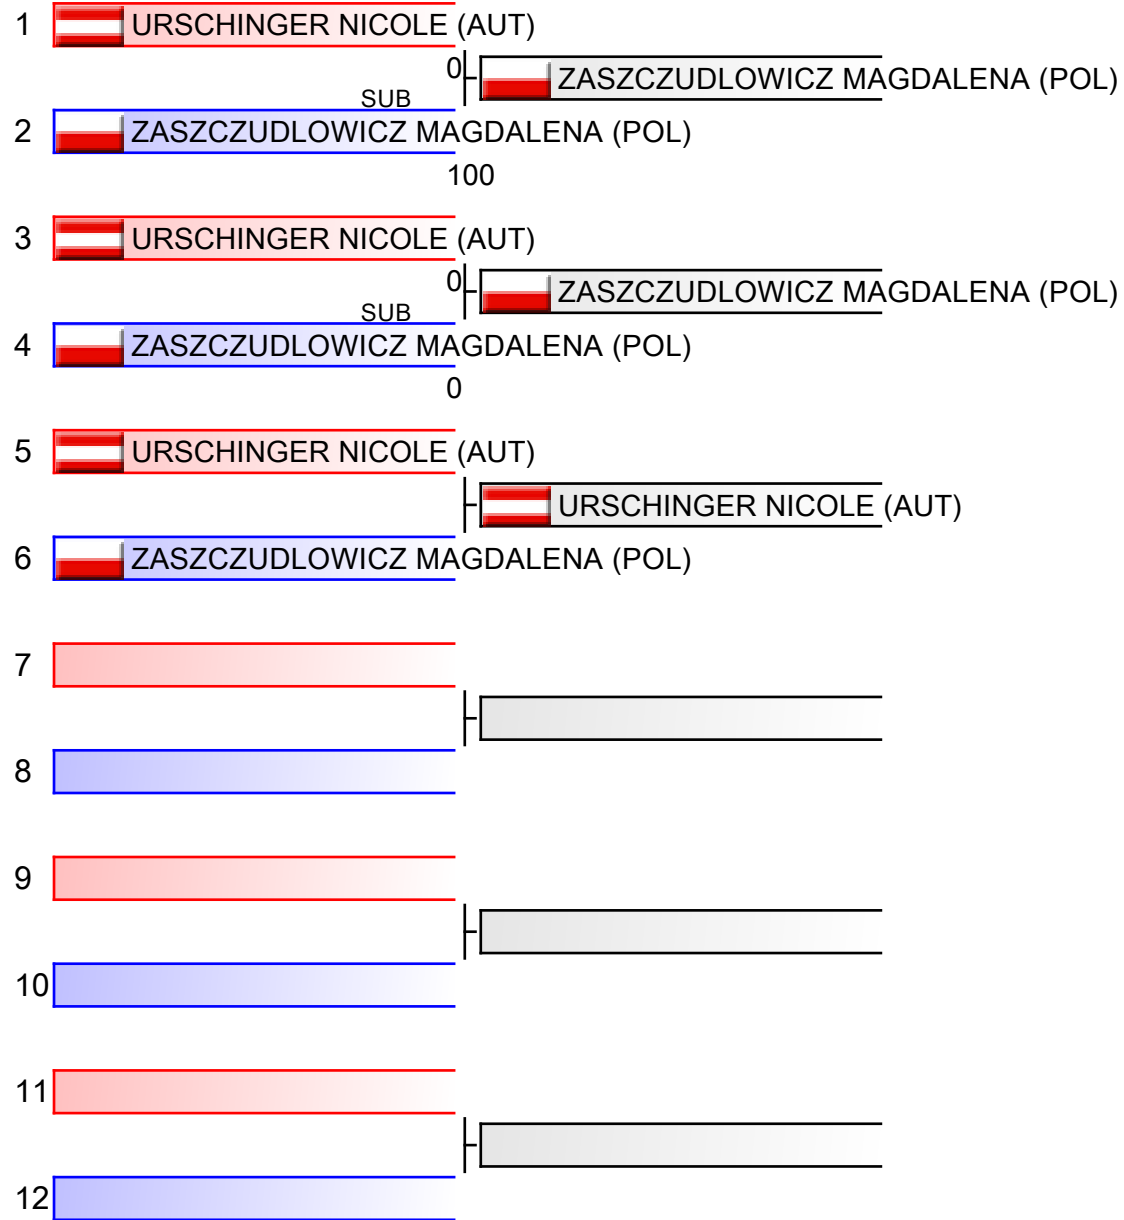 1 URSCHINGER NICOLE (AUT)
0 ZASZCZUDLOWICZ MAGDALENA (POL)
SUB
2 ZASZCZUDLOWICZ MAGDALENA (POL)
100
3 URSCHINGER NICOLE (AUT)
0 ZASZCZUDLOWICZ MAGDALENA (POL)
SUB
4 ZASZCZUDLOWICZ MAGDALENA (POL)
0
5 URSCHINGER NICOLE (AUT)
URSCHINGER NICOLE (AUT)
6 ZASZCZUDLOWICZ MAGDALENA (POL)
7
8
9
10
11
12